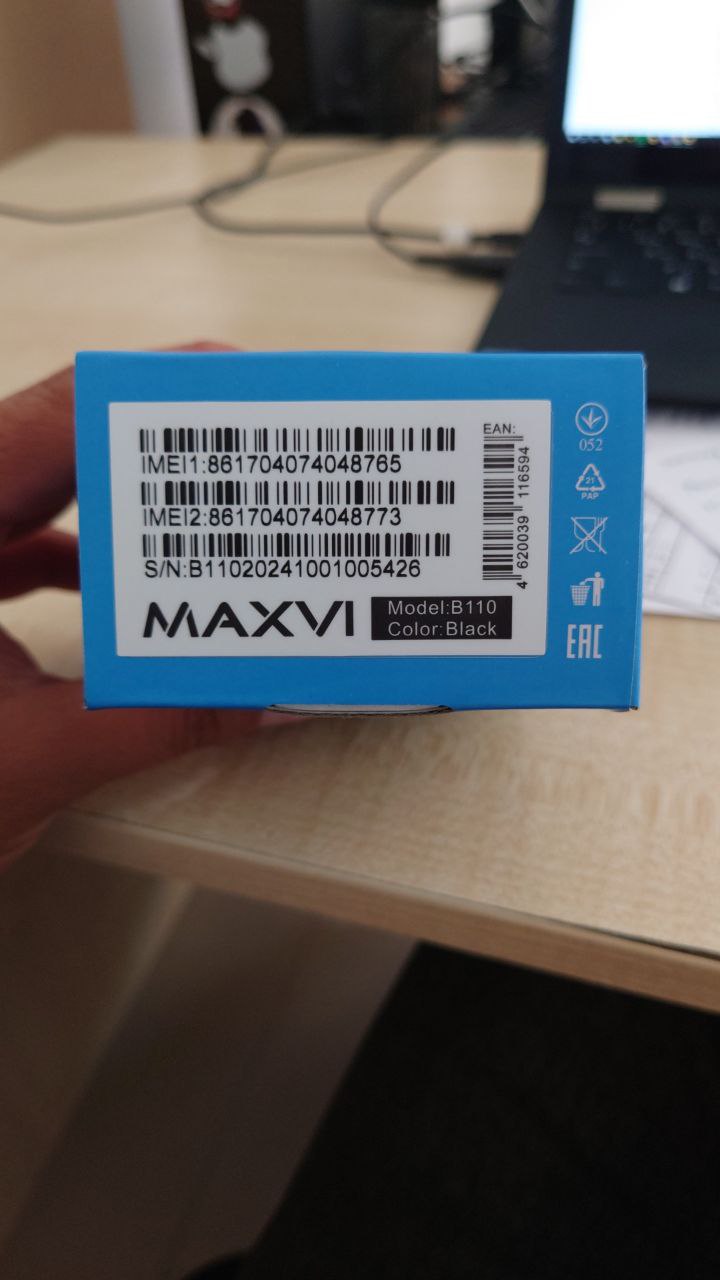 IMEI1:861704074048765
IMEI2:861704074048773
S/N:B11020241001005426
MAXVI
Model:B110
Color:Black
EAN:
4 620039 116594
052
21
PAP
EAC